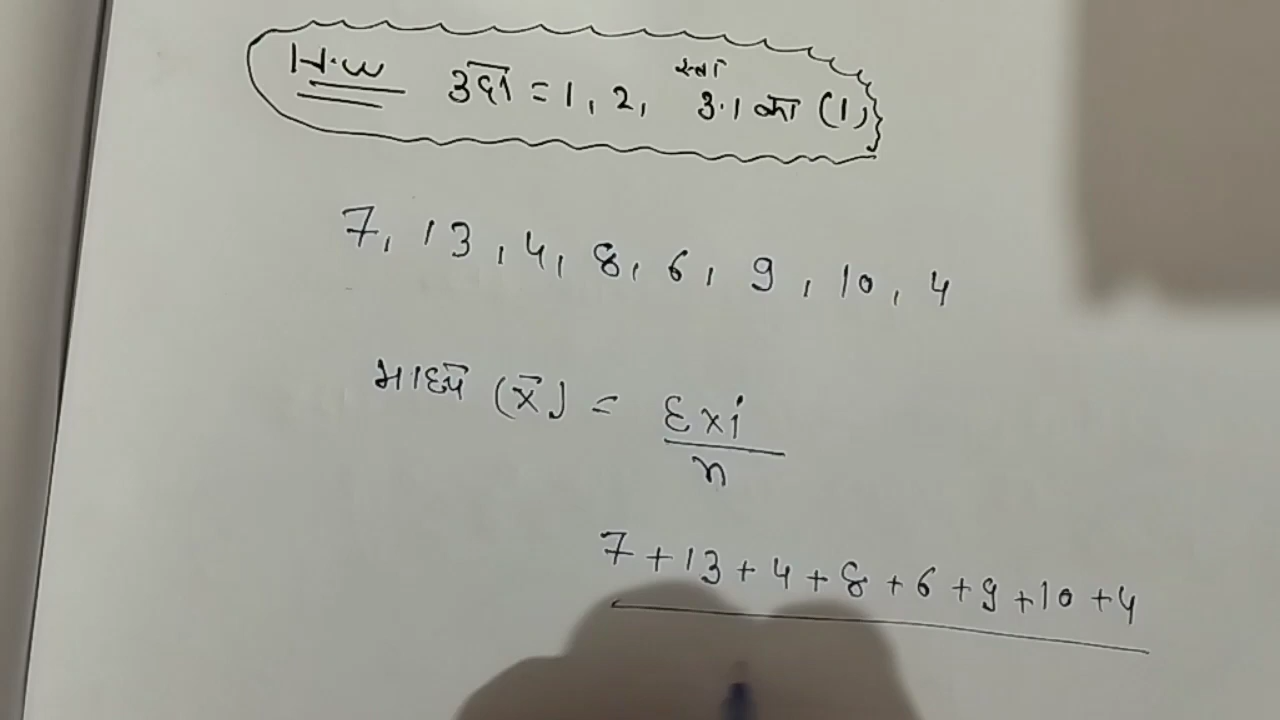 H.W उदा = 1, 2, 3.1 का (1,
7, 13, 4, 8, 6, 9, 10, 4
माध्य (x̄) = Σxi
n
7 + 13 + 4 + 8 + 6 + 9 + 10 + 4